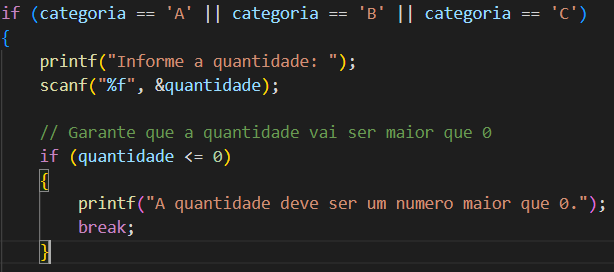 if (categoria == 'A' || categoria == 'B' || categoria == 'C')
{
    printf("Informe a quantidade: ");
    scanf("%f", &quantidade);

    // Garante que a quantidade vai ser maior que 0
    if (quantidade <= 0)
    {
        printf("A quantidade deve ser um numero maior que 0.");
        break;
    }